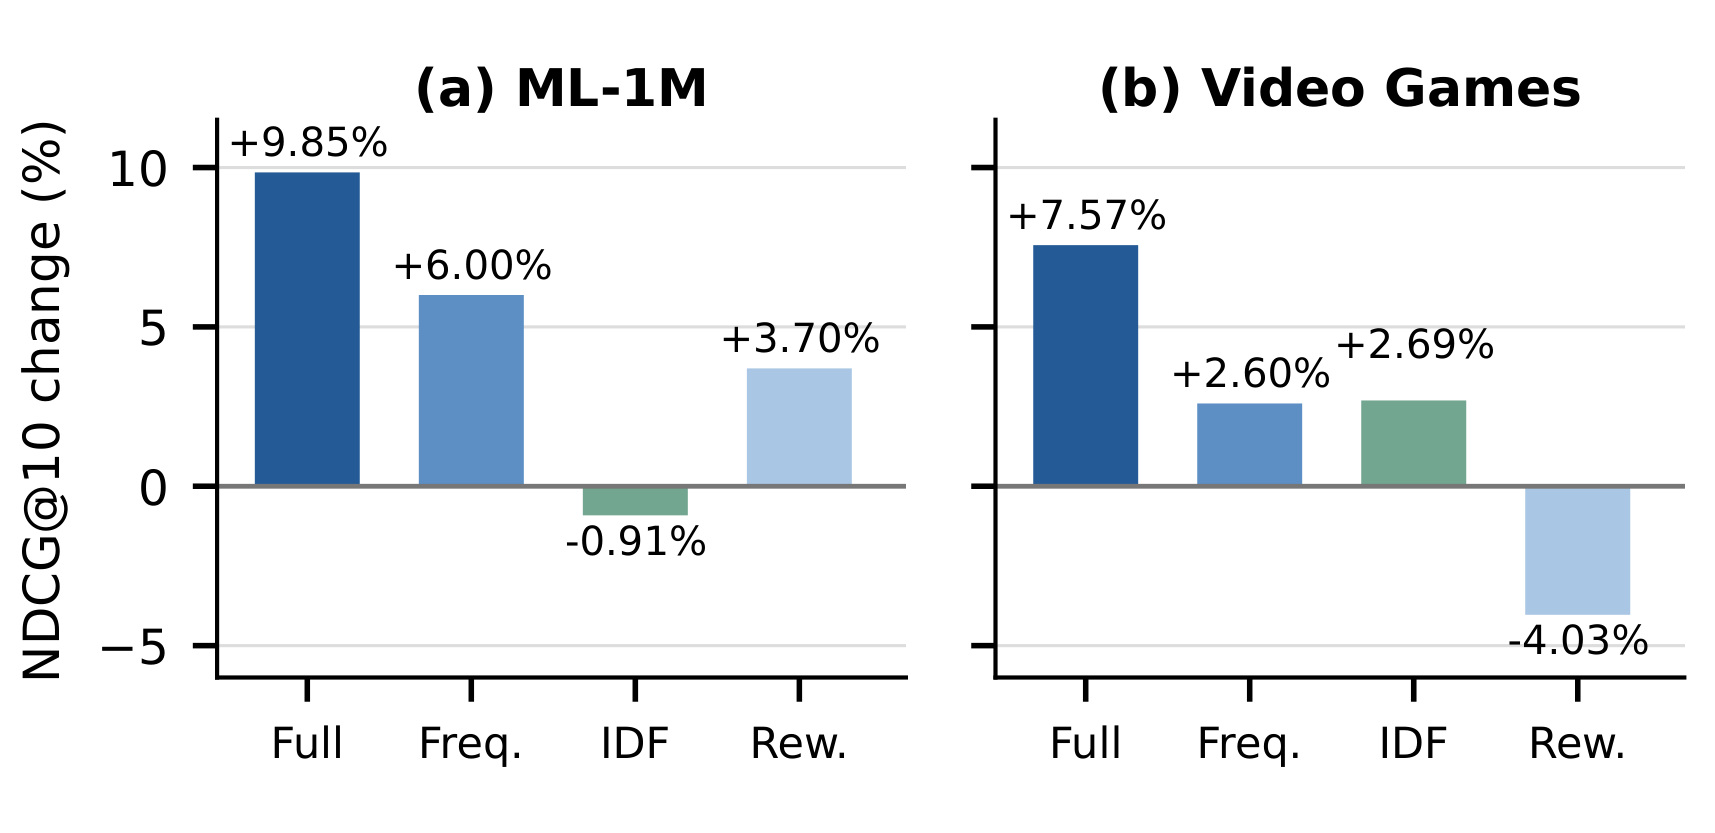 (a) ML-1M
NDCG@10 change (%)
10
5
0
−5
+9.85%
+6.00%
-0.91%
+3.70%
Full
Freq.
IDF
Rew.
(b) Video Games
+7.57%
+2.60%
+2.69%
-4.03%
Full
Freq.
IDF
Rew.